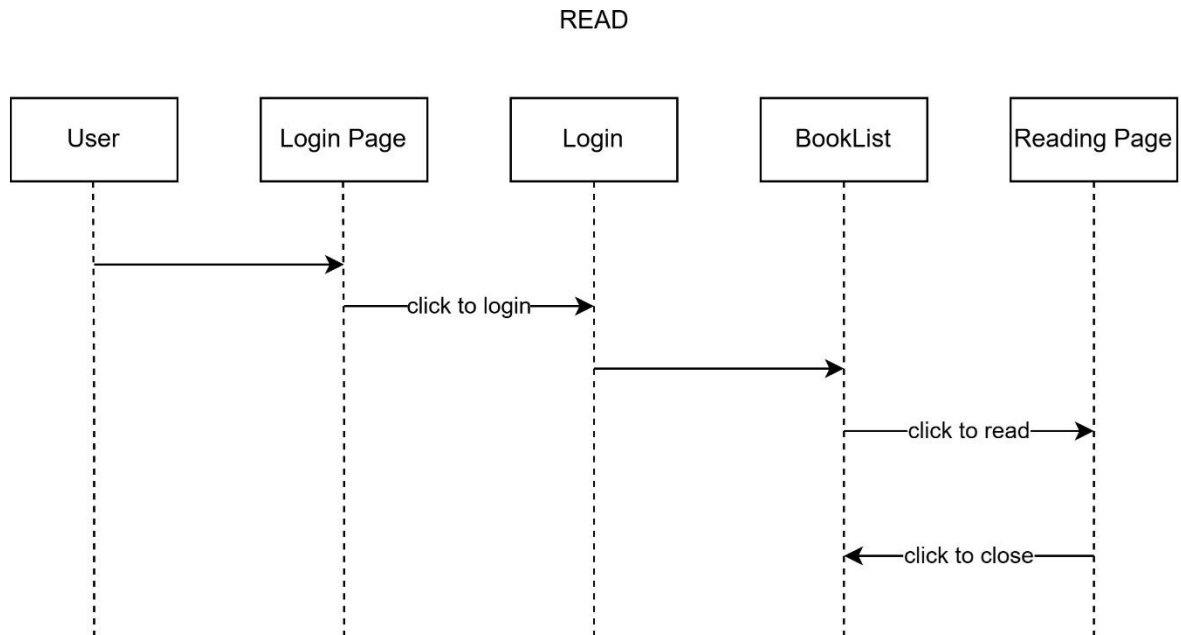 READ
User
Login Page
Login
BookList
Reading Page
click to login
click to read
click to close